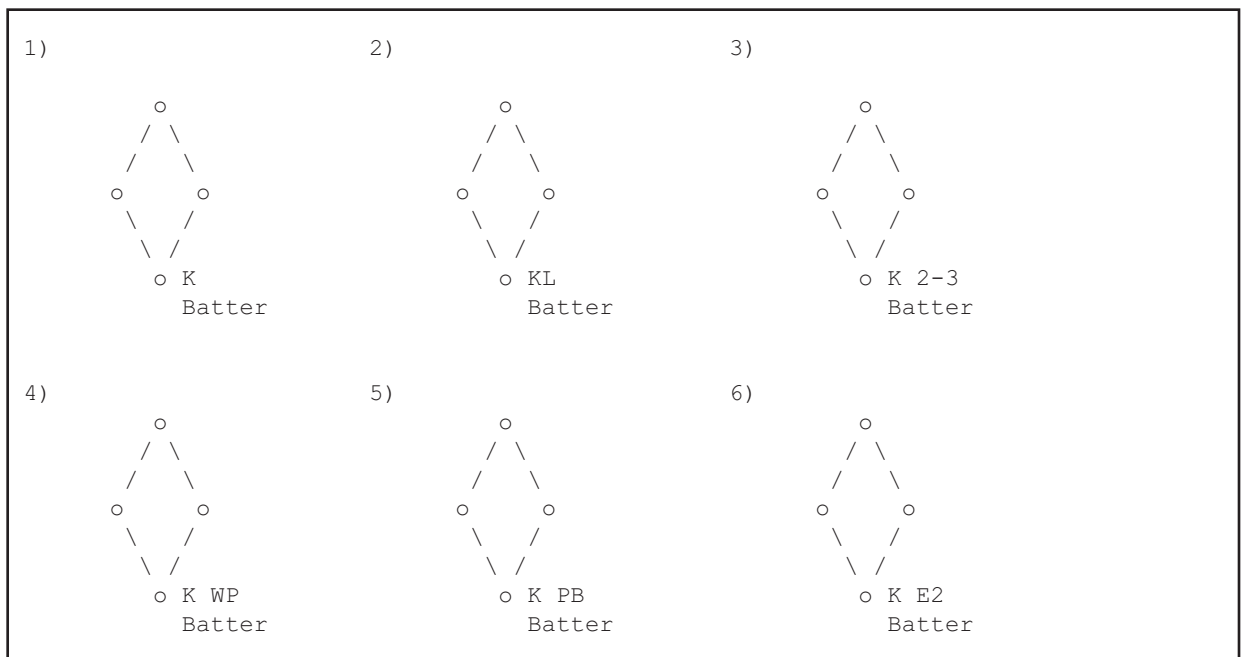 1)
K
Batter
2)
KL
Batter
3)
K 2-3
Batter
4)
K WP
Batter
5)
K PB
Batter
6)
K E2
Batter